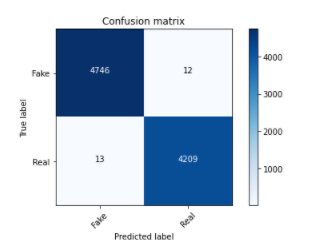 Confusion matrix
Fake
4746
12
Real
13
4209
True label
Fake
Real
Predicted label
4000
3000
2000
1000